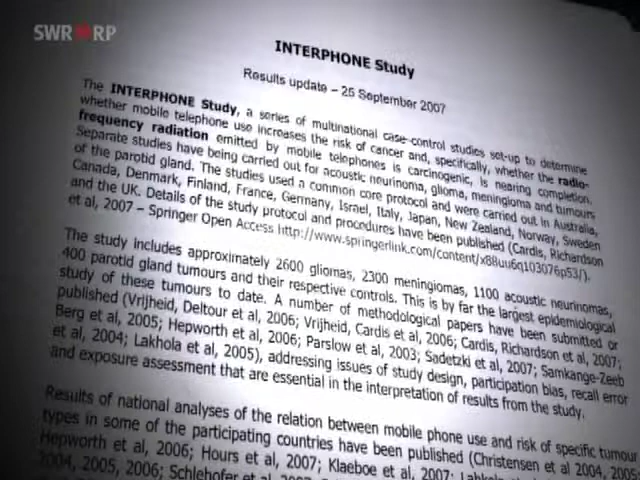 SWR RP
INTERPHONE Study
Results update – 25 September 2007
The INTERPHONE Study, a series of multinational case-control studies set-up to determine
whether mobile telephone use increases the risk of cancer and, specifically, whether the radio-
frequency radiation emitted by mobile telephones is carcinogenic, is nearing completion.
Separate studies have being carried out for acoustic neurinoma, glioma, meningioma and tumours
of the parotid gland. The studies used a common core protocol and were carried out in Australia,
Canada, Denmark, Finland, France, Germany, Israel, Italy, Japan, New Zealand, Norway, Sweden
and the UK. Details of the study protocol and procedures have been published (Cardis, Richardson
et al, 2007 – Springer Open Access http://www.springerlink.com/content/x88uu6q103076p53/).
The study includes approximately 2600 gliomas, 2300 meningiomas, 1100 acoustic neurinomas,
400 parotid gland tumours and their respective controls. This is by far the largest epidemiological
study of these tumours to date. A number of methodological papers have been submitted or
published (Vrijheid, Deltour et al, 2006; Vrijheid, Cardis et al, 2006; Cardis, Richardson et al, 2007;
Berg et al, 2005; Hepworth et al, 2006; Parslow et al, 2003; Sadetzki et al, 2007; Samkange-Zeeb
et al, 2004; Lakhola et al, 2005), addressing issues of study design, participation bias, recall error
and exposure assessment that are essential in the interpretation of results from the study.
Results of national analyses of the relation between mobile phone use and risk of specific tumour
types in some of the participating countries have been published (Christensen et al 2004, 2005
Hepworth et al, 2006; Hours et al, 2007; Klaeboe et al, 2007;
2004, 2005, 2006; Schlehofer et